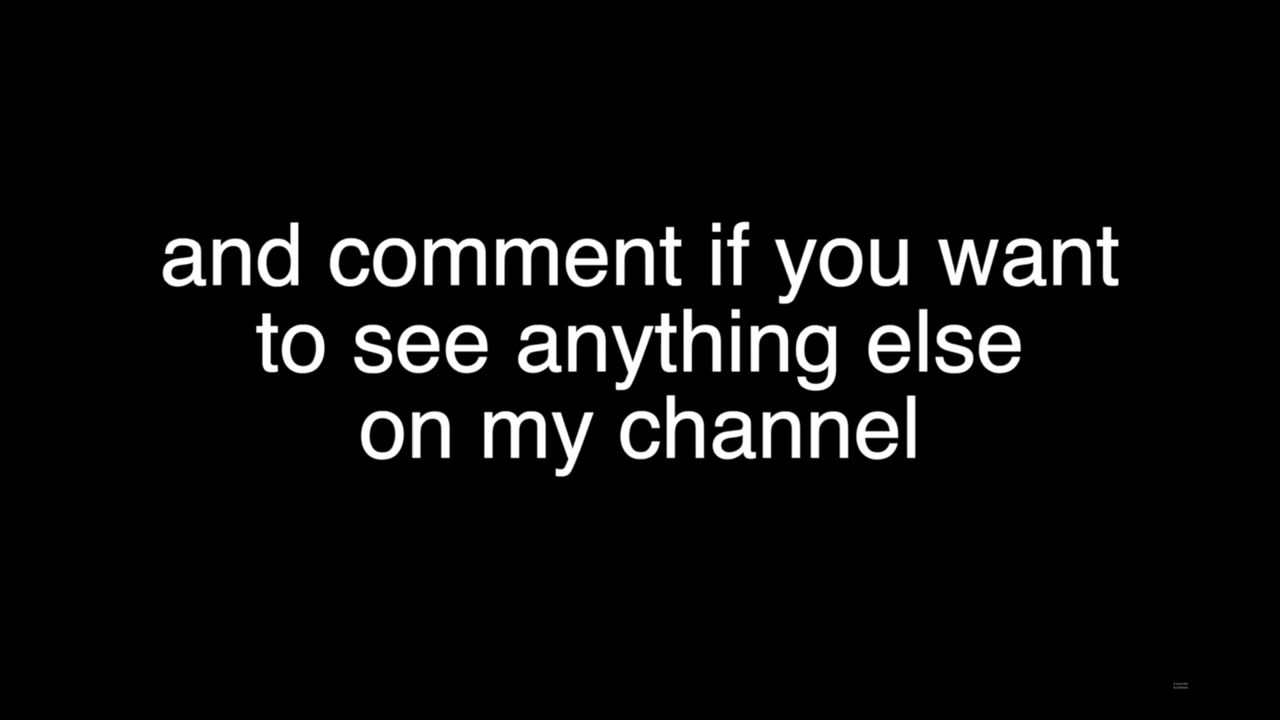 and comment if you want
to see anything else
on my channel